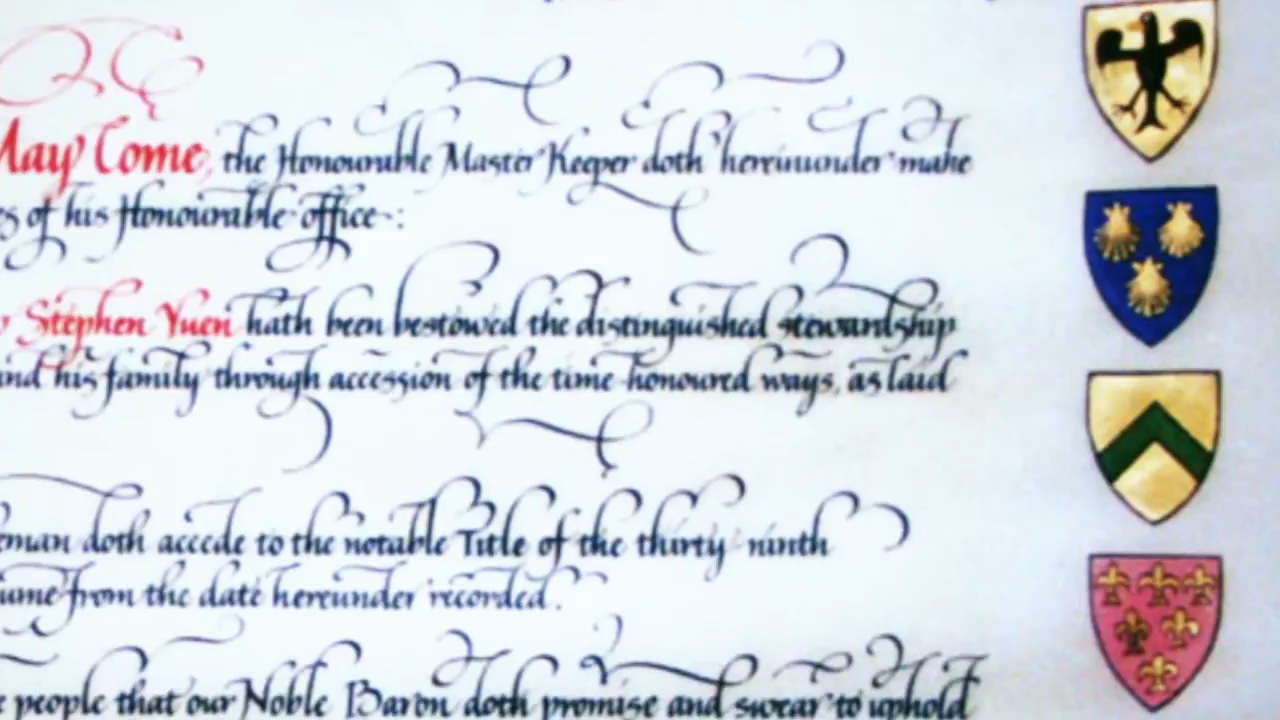 May Come, the Honourable Master Keeper doth hereinunder make
of his Honourable office:
Stephen Yuen hath been bestowed the distinguished stewardship
and his family through accession of the time honoured ways, as laid
doth accede to the notable Title of the thirty ninth
from the date hereunder recorded.
people that our Noble Baron doth promise and swear to uphold